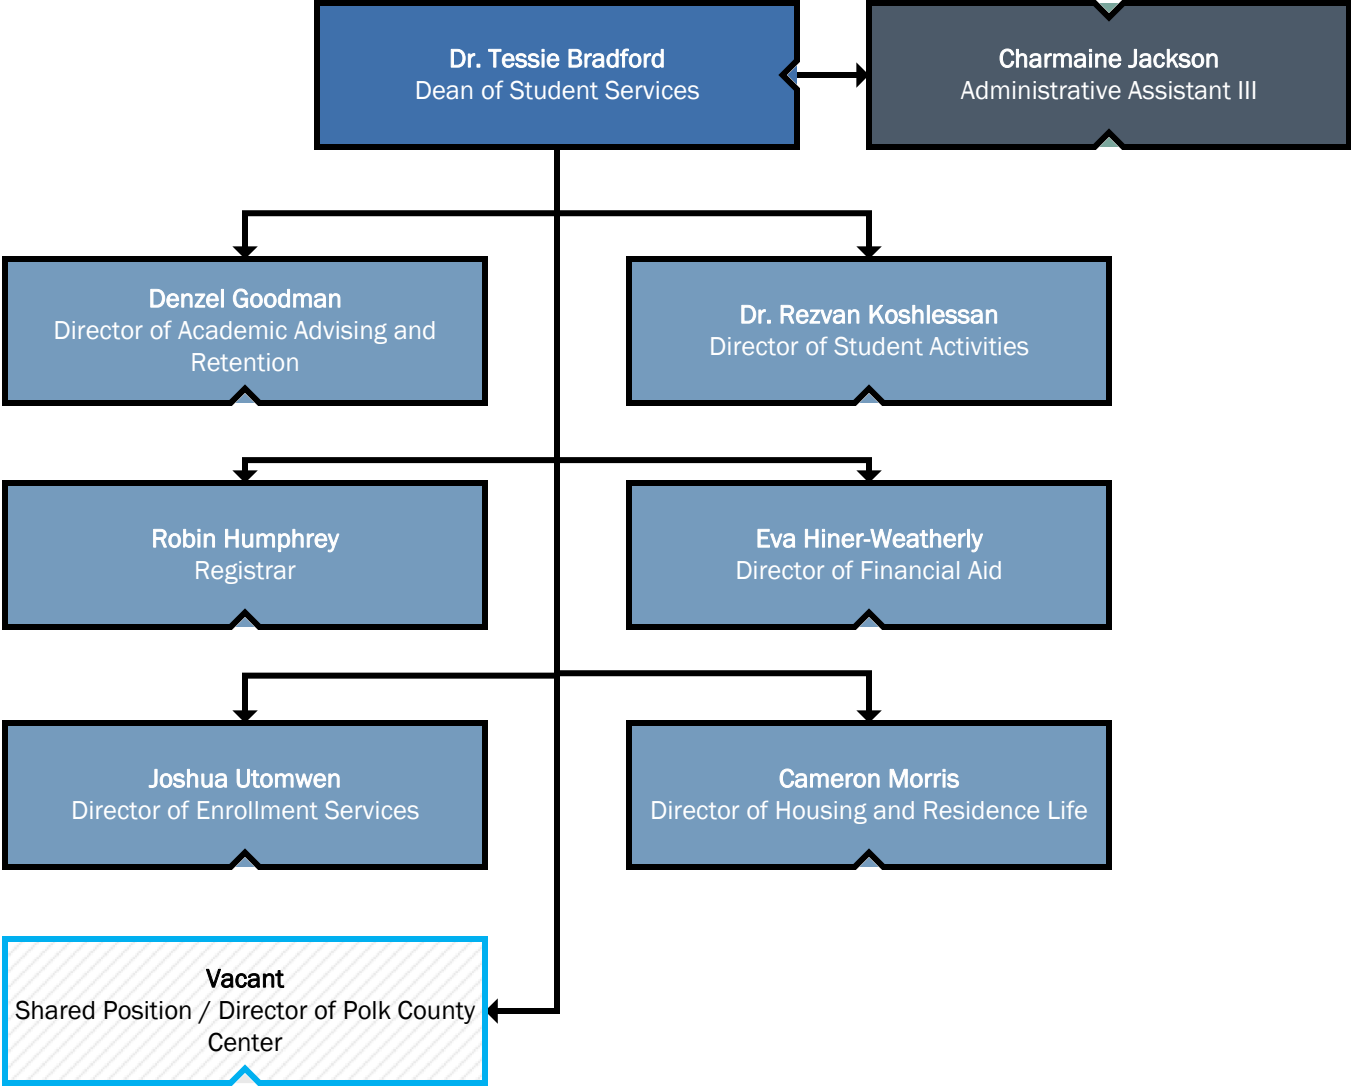 Dr. Tessie Bradford
Dean of Student Services
Charmaine Jackson
Administrative Assistant III
Denzel Goodman
Director of Academic Advising and
Retention
Dr. Rezvan Koshlessan
Director of Student Activities
Robin Humphrey
Registrar
Eva Hiner-Weatherly
Director of Financial Aid
Joshua Utomwen
Director of Enrollment Services
Cameron Morris
Director of Housing and Residence Life
Vacant
Shared Position / Director of Polk County
Center